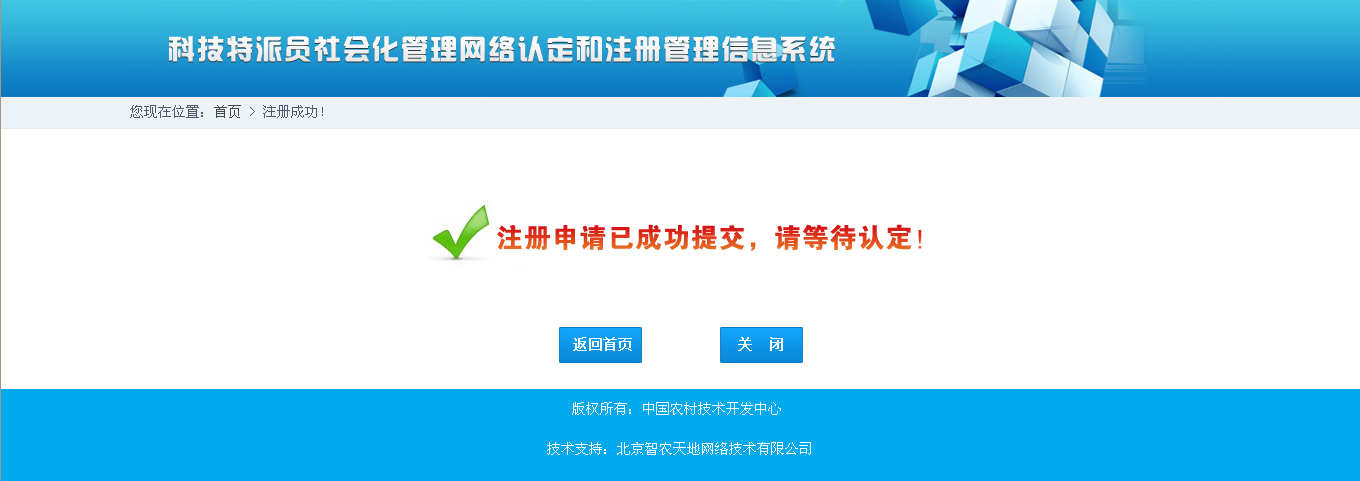 科技特派员社会化管理网络认定和注册管理信息系统
您现在位置：首页 > 注册成功！
注册申请已成功提交，请等待认定！
返回首页 关 闭
版权所有：中国农村技术开发中心
技术支持：北京智农天地网络技术有限公司